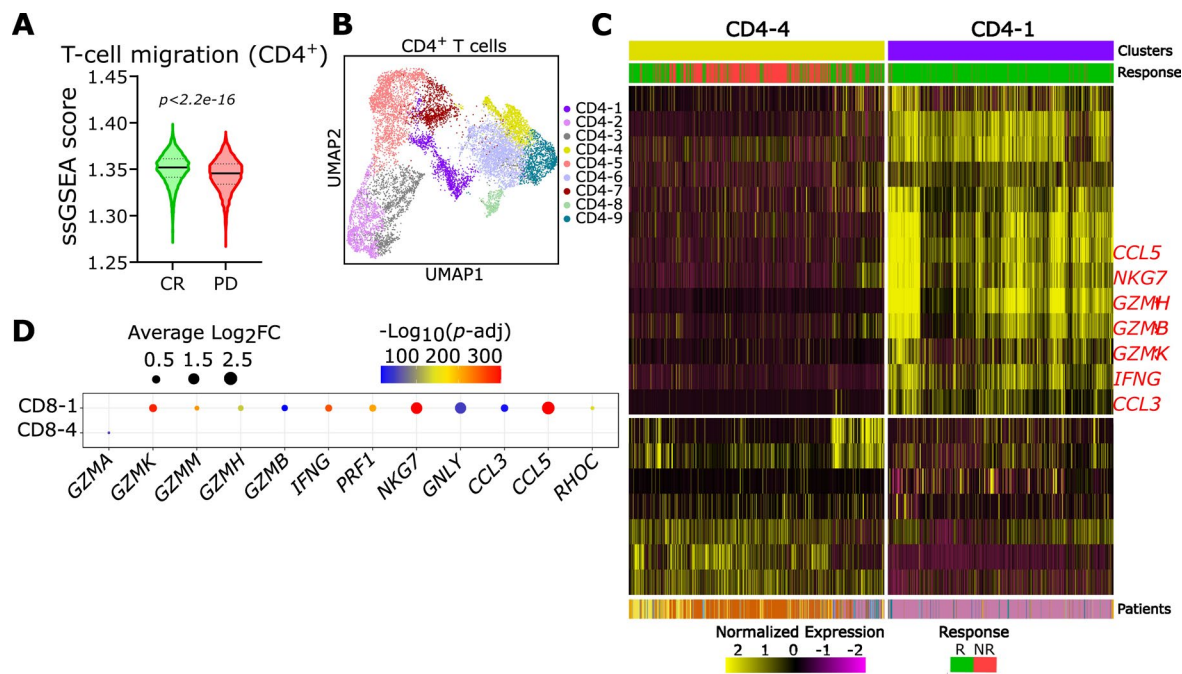 A
T-cell migration (CD4+)
ssGSEA score
1.45
1.40
1.35
1.30
1.25
p<2.2e-16
CR PD
B
CD4+ T cells
UMAP2
UMAP1
CD4-1
CD4-2
CD4-3
CD4-4
CD4-5
CD4-6
CD4-7
CD4-8
CD4-9
C
CD4-4 CD4-1
Clusters
Response
CCL5
NKG7
GZMH
GZMB
GZMK
IFNG
CCL3
Patients
Normalized Expression
2 1 0 -1 -2
Response
R NR
D
Average Log2FC
0.5 1.5 2.5
-Log10(p-adj)
100 200 300
CD8-1
CD8-4
GZMA GZMK GZMM GZMH GZMB IFNG PRF1 NKG7 GNLY CCL3 CCL5 RHOC